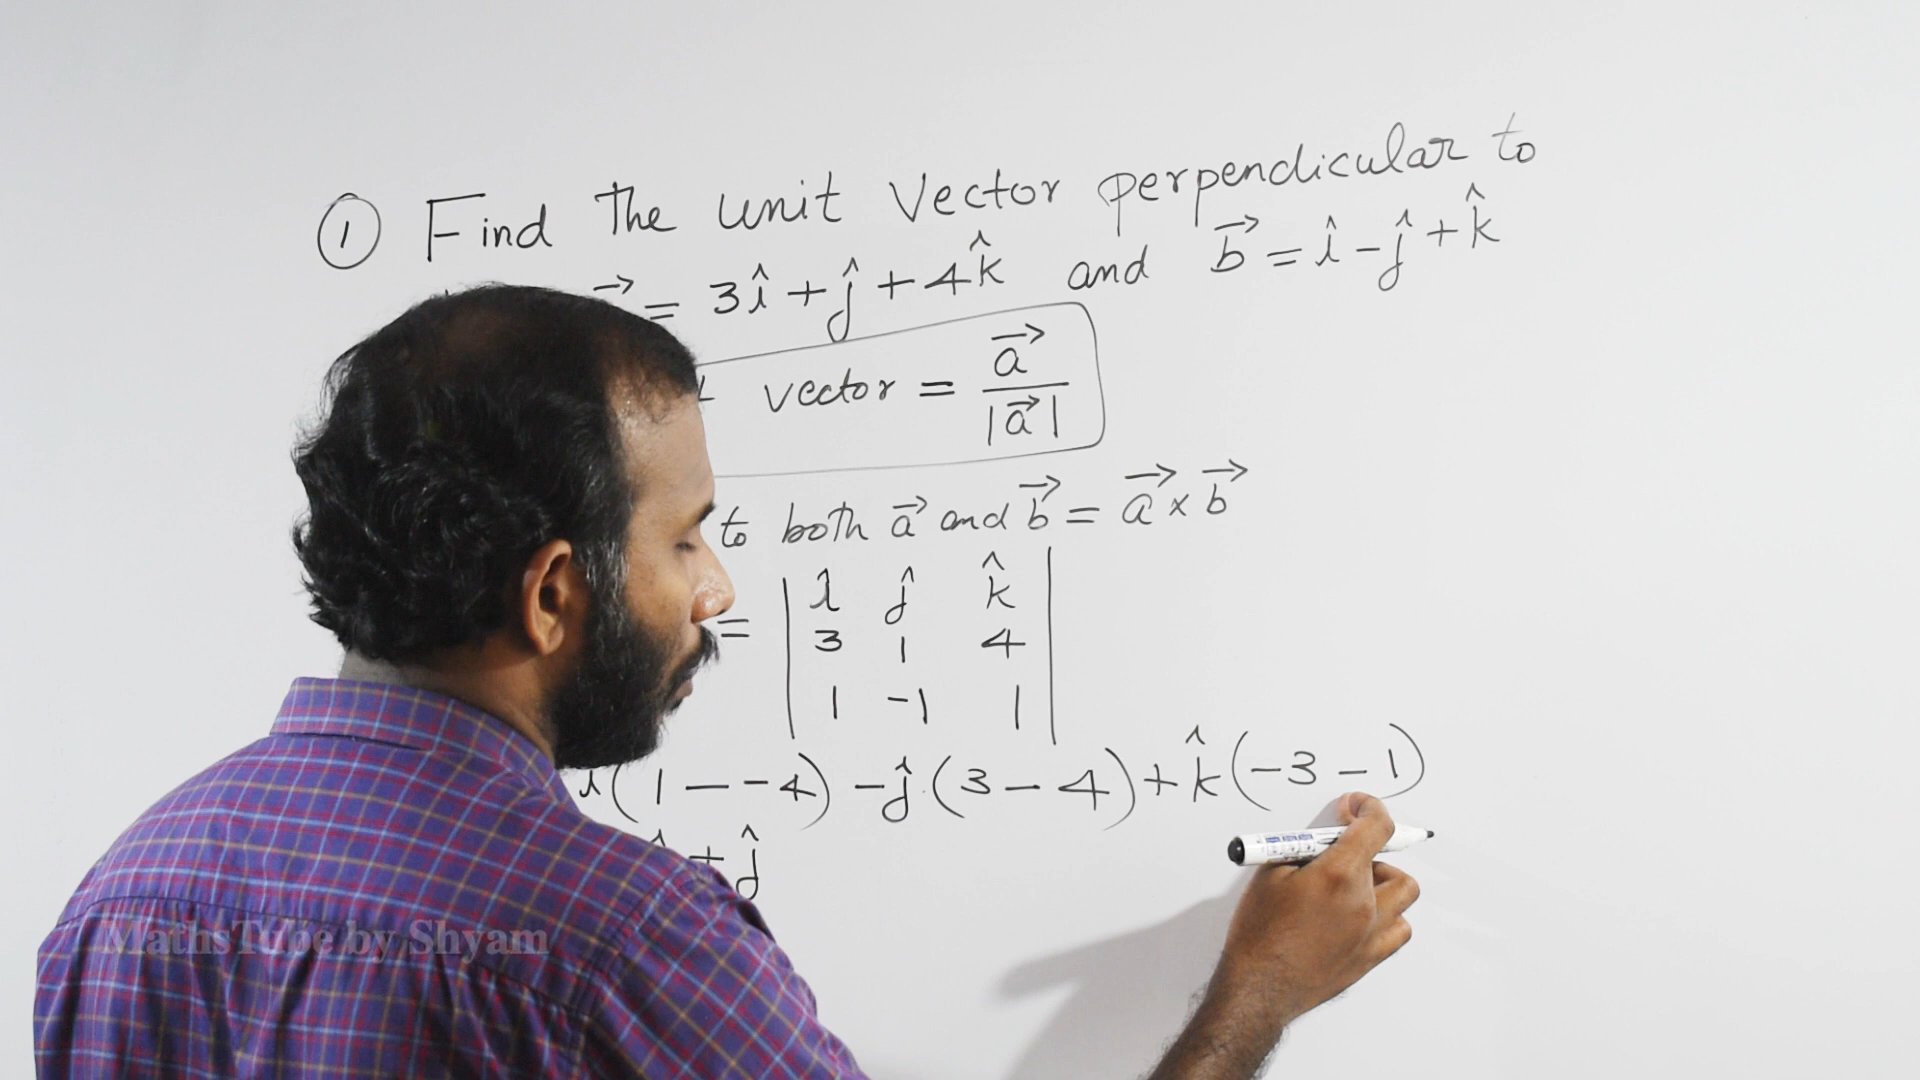 ① Find the unit vector perpendicular to
= 3î + ĵ + 4k̂ and b⃗ = î - ĵ + k̂
vector = a⃗ / |a⃗|
to both a⃗ and b⃗ = a⃗ × b⃗
= | î ĵ k̂ |
| 3 1 4 |
| 1 -1 1 |
î(1 - -4) - ĵ(3 - 4) + k̂(-3 - 1)
+ ĵ
MathsTube by Shyam